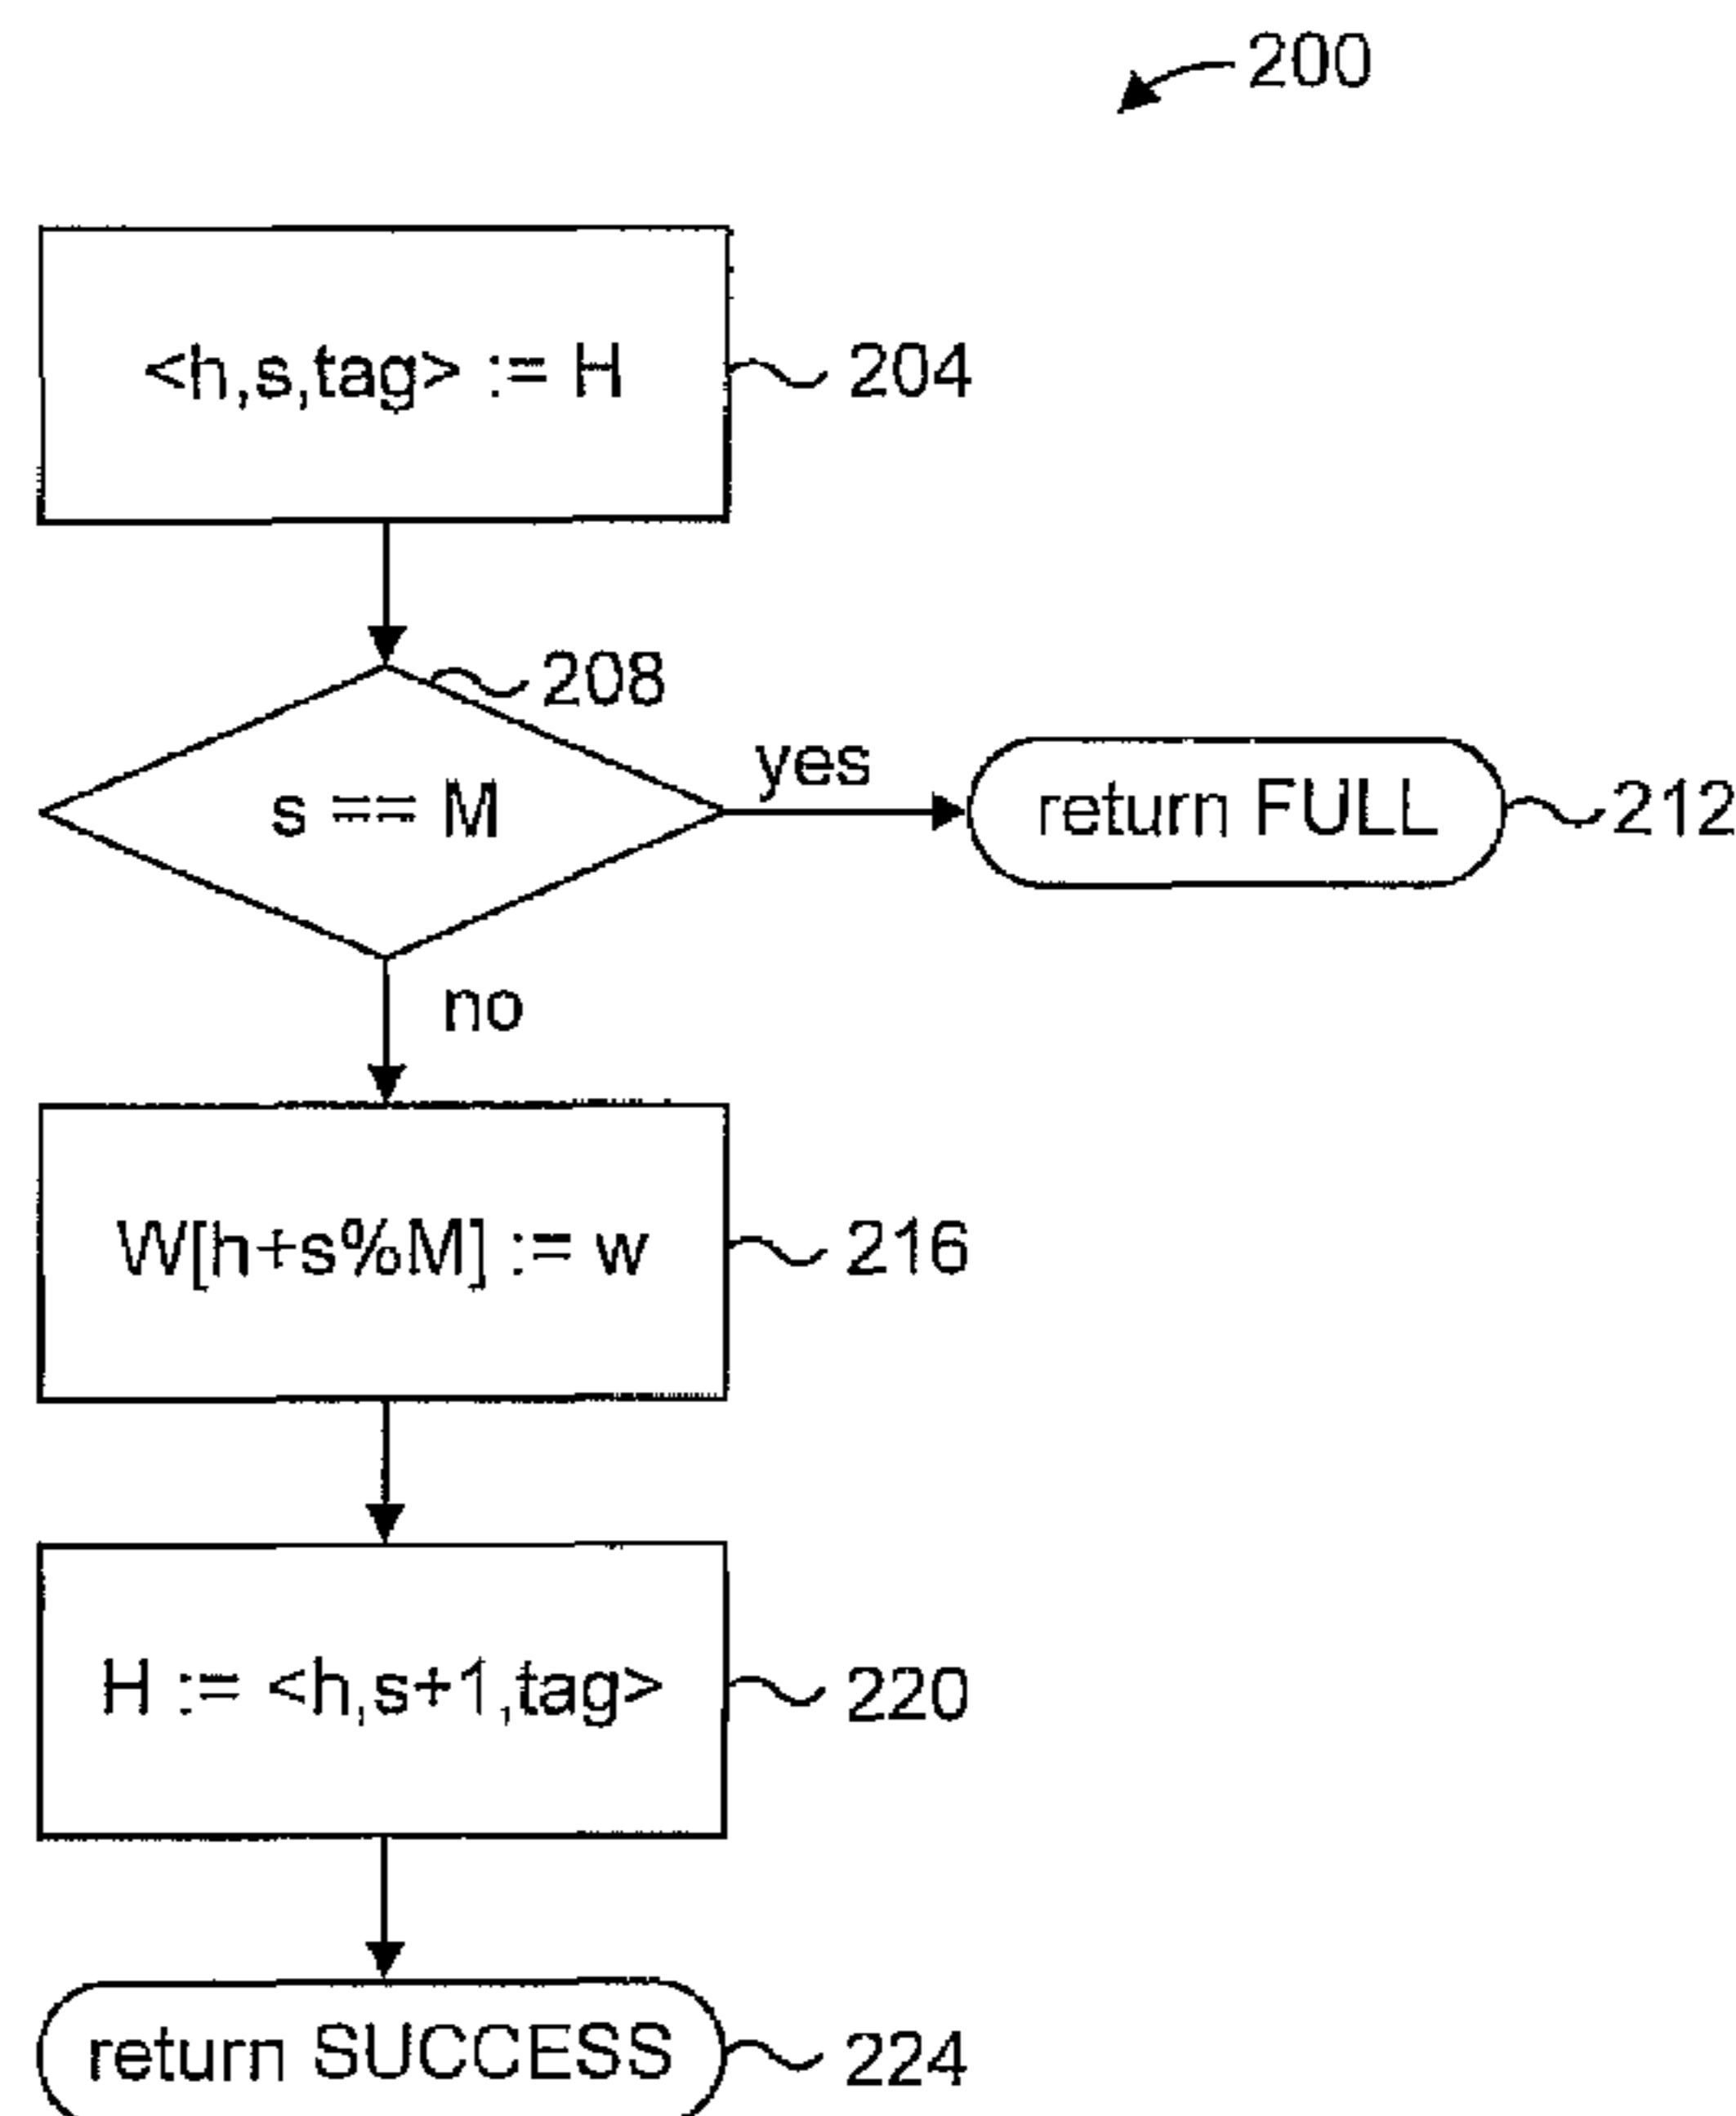 200
<h,s,tag> := H
204
208
s == M
yes
return FULL
212
no
W[h+s%M] := w
216
H := <h,s+1,tag>
220
return SUCCESS
224